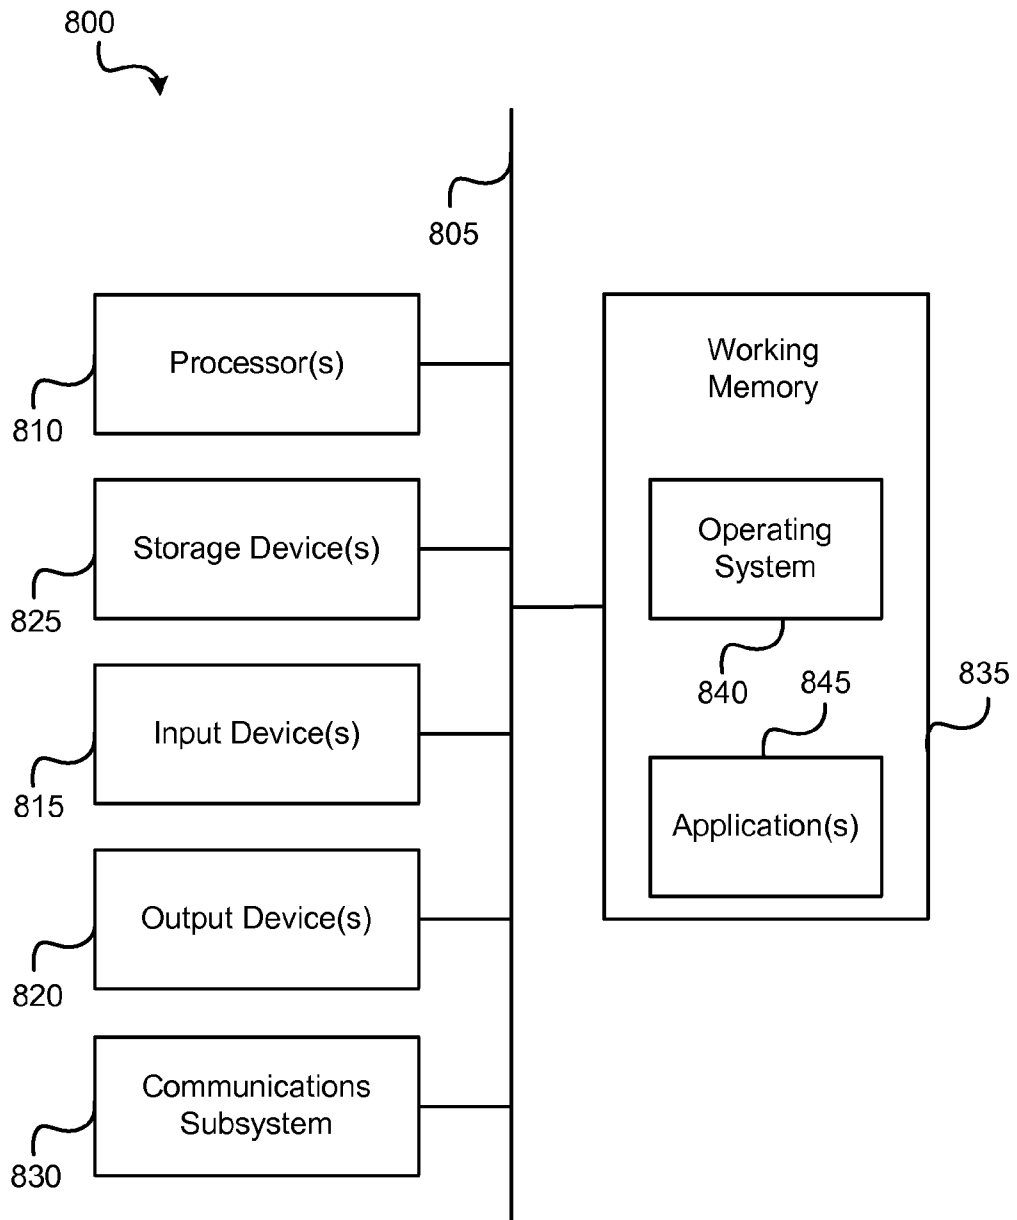 800
805
Processor(s)
810
Storage Device(s)
825
Input Device(s)
815
Output Device(s)
820
Communications
Subsystem
830
Working
Memory
Operating
System
840
845
835
Application(s)